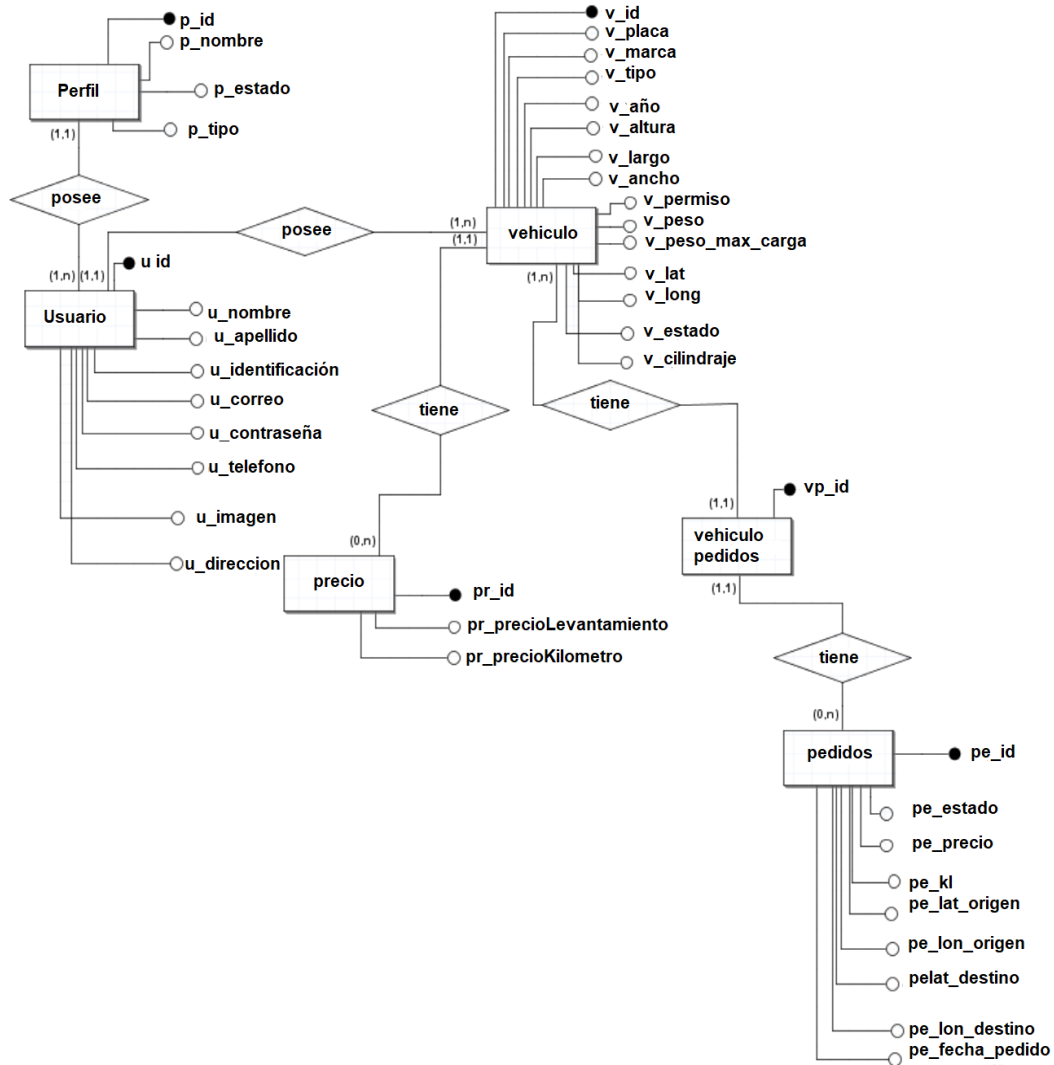 p_id
p_nombre
Perfil
p_estado
p_tipo
(1,1)
posee
(1,n)
(1,1)
u id
Usuario
u_nombre
u_apellido
u_identificación
u_correo
u_contraseña
u_telefono
u_imagen
u_direccion
posee
(1,n)
(1,1)
v_id
v_placa
v_marca
v_tipo
v_año
v_altura
v_largo
v_ancho
vehiculo
v_permiso
v_peso
v_peso_max_carga
(1,n)
v_lat
v_long
v_estado
v_cilindraje
tiene
(0,n)
precio
pr_id
pr_precioLevantamiento
pr_precioKilometro
tiene
(1,1)
vp_id
vehiculo
pedidos
(1,1)
tiene
(0,n)
pedidos
pe_id
pe_estado
pe_precio
pe_kl
pe_lat_origen
pe_lon_origen
pelat_destino
pe_lon_destino
pe_fecha_pedido